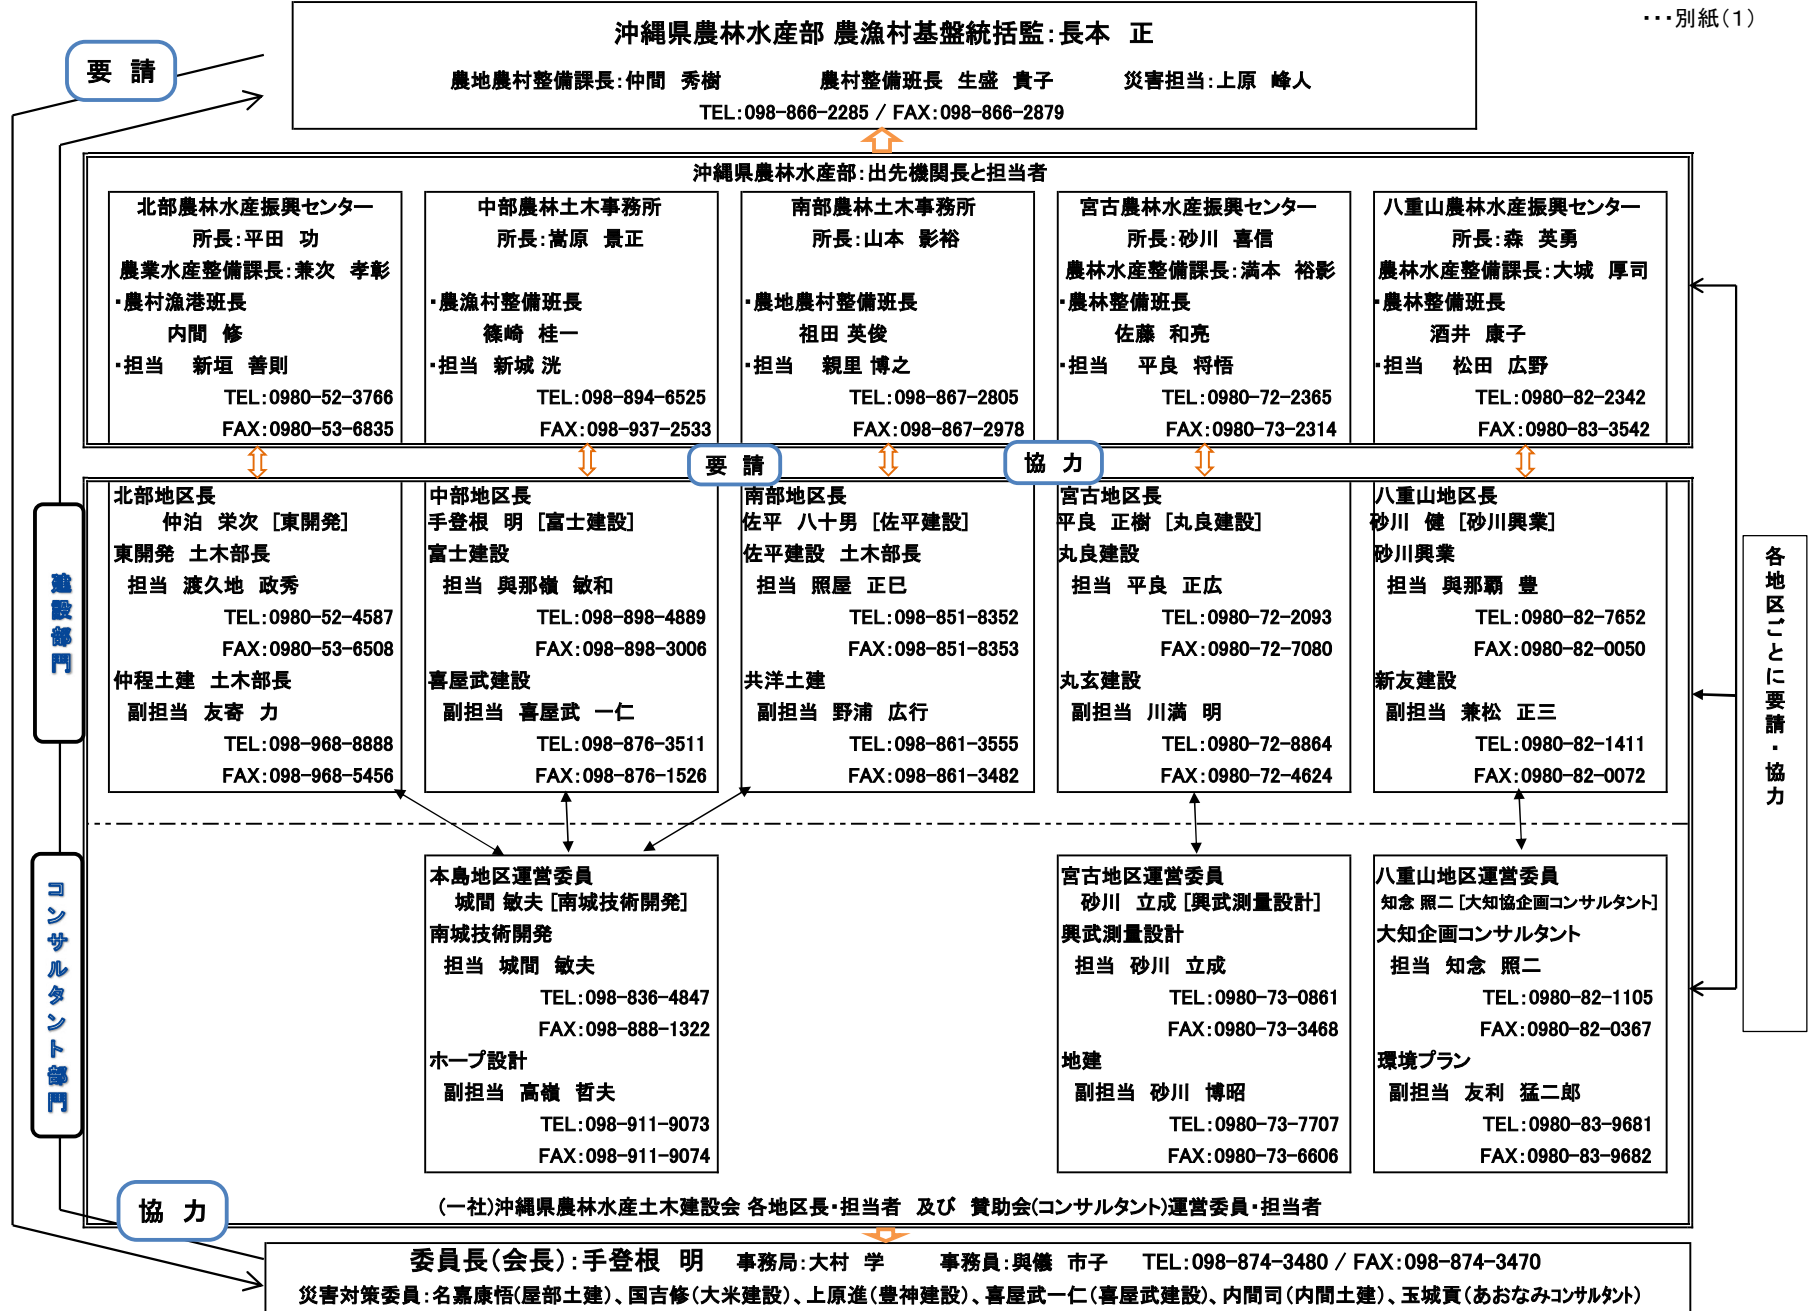 ・・・別紙(1)
沖縄県農林水産部 農漁村基盤統括監:長本 正
農地農村整備課長:仲間 秀樹 農村整備班長 生盛 貴子 災害担当:上原 峰人
TEL:098-866-2285 / FAX:098-866-2879
要 請
沖縄県農林水産部:出先機関長と担当者
北部農林水産振興センター
所長:平田 功
農業水産整備課長:兼次 孝彰
・農村漁港班長
内間 修
・担当 新垣 善則
TEL:0980-52-3766
FAX:0980-53-6835
中部農林土木事務所
所長:嵩原 景正
・農漁村整備班長
篠崎 桂一
・担当 新城 洸
TEL:098-894-6525
FAX:098-937-2533
南部農林土木事務所
所長:山本 影裕
・農地農村整備班長
祖田 英俊
・担当 親里 博之
TEL:098-867-2805
FAX:098-867-2978
宮古農林水産振興センター
所長:砂川 喜信
農林水産整備課長:満本 裕影
・農林整備班長
佐藤 和亮
・担当 平良 将悟
TEL:0980-72-2365
FAX:0980-73-2314
八重山農林水産振興センター
所長:森 英勇
農林水産整備課長:大城 厚司
・農林整備班長
酒井 康子
・担当 松田 広野
TEL:0980-82-2342
FAX:0980-83-3542
要 請
協 力
建設部門
北部地区長
仲泊 栄次 [東開発]
東開発 土木部長
担当 渡久地 政秀
TEL:0980-52-4587
FAX:0980-53-6508
仲程土建 土木部長
副担当 友寄 力
TEL:098-968-8888
FAX:098-968-5456
中部地区長
手登根 明 [富士建設]
富士建設
担当 與那嶺 敏和
TEL:098-898-4889
FAX:098-898-3006
喜屋武建設
副担当 喜屋武 一仁
TEL:098-876-3511
FAX:098-876-1526
南部地区長
佐平 八十男 [佐平建設]
佐平建設 土木部長
担当 照屋 正巳
TEL:098-851-8352
FAX:098-851-8353
共洋土建
副担当 野浦 広行
TEL:098-861-3555
FAX:098-861-3482
宮古地区長
平良 正樹 [丸良建設]
丸良建設
担当 平良 正広
TEL:0980-72-2093
FAX:0980-72-7080
丸玄建設
副担当 川満 明
TEL:0980-72-8864
FAX:0980-72-4624
八重山地区長
砂川 健 [砂川興業]
砂川興業
担当 與那覇 豊
TEL:0980-82-7652
FAX:0980-82-0050
新友建設
副担当 兼松 正三
TEL:0980-82-1411
FAX:0980-82-0072
各地区ごとに要請・協力
コンサルタント部門
本島地区運営委員
城間 敏夫 [南城技術開発]
南城技術開発
担当 城間 敏夫
TEL:098-836-4847
FAX:098-888-1322
ホープ設計
副担当 高嶺 哲夫
TEL:098-911-9073
FAX:098-911-9074
宮古地区運営委員
砂川 立成 [興武測量設計]
興武測量設計
担当 砂川 立成
TEL:0980-73-0861
FAX:0980-73-3468
地建
副担当 砂川 博昭
TEL:0980-73-7707
FAX:0980-73-6606
八重山地区運営委員
知念 照二 [大知協企画コンサルタント]
大知企画コンサルタント
担当 知念 照二
TEL:0980-82-1105
FAX:0980-82-0367
環境プラン
副担当 友利 猛二郎
TEL:0980-83-9681
FAX:0980-83-9682
協 力
(一社)沖縄県農林水産土木建設会 各地区長・担当者 及び 賛助会(コンサルタント)運営委員・担当者
委員長(会長):手登根 明 事務局:大村 学 事務員:與儀 市子 TEL:098-874-3480 / FAX:098-874-3470
災害対策委員:名嘉康悟(屋部土建)、国吉修(大米建設)、上原進(豊神建設)、喜屋武一仁(喜屋武建設)、内間司(内間土建)、玉城貢(あおなみコンサルタント)